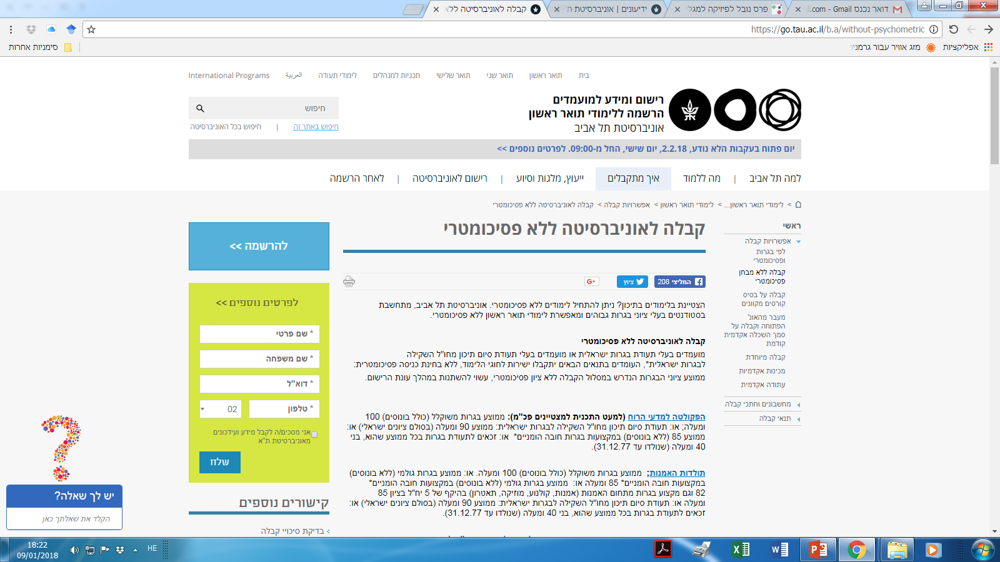 דואר נכנס
.com - Gmail
פרס נובל לפיזיקה למגלי
ידיעונים | אוניברסיטת ת
קבלה לאוניברסיטה ללא
https://go.tau.ac.il/b.a/without-psychometric
אפליקציות
מזג אוויר עבור גרמניו
סימניות אחרות
בית
תואר ראשון
תואר שני
תואר שלישי
תכניות למנהלים
לימודי תעודה
العربية
International Programs
רישום ומידע למועמדים
הרשמה ללימודי תואר ראשון
אוניברסיטת תל אביב
חיפוש
חיפוש באתר זה | חיפוש בכל האוניברסיטה
יום פתוח בעקבות הלא נודע, 2.2.18, יום שישי, החל מ-09:00. לפרטים נוספים >>
למה תל אביב | מה ללמוד
איך מתקבלים
ייעוץ, מלגות וסיוע | רישום לאוניברסיטה | לאחר הרשמה
> לימודי תואר ראשון... > לימודי תואר ראשון > אפשרויות קבלה > קבלה לאוניברסיטה ללא פסיכומטרי
ראשי
אפשרויות קבלה
לפי בגרות
ופסיכומטרי
קבלה ללא מבחן
פסיכומטרי
קבלה על בסיס
קורסים מקוונים
מעבר מהאונ'
הפתוחה וקבלה על
סמך השכלה אקדמית
קודמת
קבלה מיוחדת
מכינות אקדמיות
עתודה אקדמית
מחשבונים וחתכי קבלה
תנאי קבלה
קבלה לאוניברסיטה ללא פסיכומטרי
המליצי 208
ציוץ
G+
הצטיינת בלימודים בתיכון? ניתן להתחיל לימודים ללא פסיכומטרי. אוניברסיטת תל אביב, מתחשבת
בסטודנטים בעלי ציוני בגרות גבוהים ומאפשרת לימודי תואר ראשון ללא פסיכומטרי.
קבלה לאוניברסיטה ללא פסיכומטרי
מועמדים בעלי תעודת בגרות ישראלית או מועמדים בעלי תעודת סיום תיכון מחו"ל השקילה
לבגרות ישראלית*, העומדים בתנאים הבאים יתקבלו ישירות לחוגי הלימוד, ללא בחינת כניסה פסיכומטרית:
ממוצע ציוני הבגרות הנדרש במסלול הקבלה ללא ציון פסיכומטרי, עשוי להשתנות במהלך עונת הרישום.
הפקולטה למדעי הרוח (למעט התכנית למצטיינים פכ"מ): ממוצע בגרות משוקלל (כולל בונוסים) 100
ומעלה; או: תעודת סיום תיכון מחו"ל השקילה לבגרות ישראלית: ממוצע 90 ומעלה (בסולם ציונים ישראלי) או:
ממוצע 85 (ללא בונוסים) במקצועות בגרות חובה הומניים* או: זכאים לתעודת בגרות בכל ממוצע שהוא, בני
40 ומעלה (שנולדו עד 31.12.77).
תולדות האמנות; ממוצע בגרות משוקלל (כולל בונוסים) 100 ומעלה. או: ממוצע בגרות גולמי (ללא בונוסים)
במקצועות חובה הומניים* 85 ומעלה או: ממוצע בגרות גולמי (ללא בונוסים) במקצועות חובה הומניים*
82 וגם מקצוע בגרות מתחום האמנות (אמנות, קולנוע, מוזיקה, תאטרון) בהיקף של 5 יח"ל בציון 85
ומעלה או: תעודת סיום תיכון מחו"ל השקילה לבגרות ישראלית: ממוצע 90 ומעלה (בסולם ציונים ישראלי) או:
זכאים לתעודת בגרות בכל ממוצע שהוא, בני 40 ומעלה (שנולדו עד 31.12.77).
להרשמה >>
לפרטים נוספים >>
* שם פרטי
* שם משפחה
* דוא"ל
* טלפון
02
אני מסכים/ה לקבל מידע ועידכונים
מאוניברסיטת ת"א
שלח
קישורים נוספים
בדיקת סיכויי קבלה
יש לך שאלה?
הקלד את שאלתך כאן
HE
18:22
09/01/2018